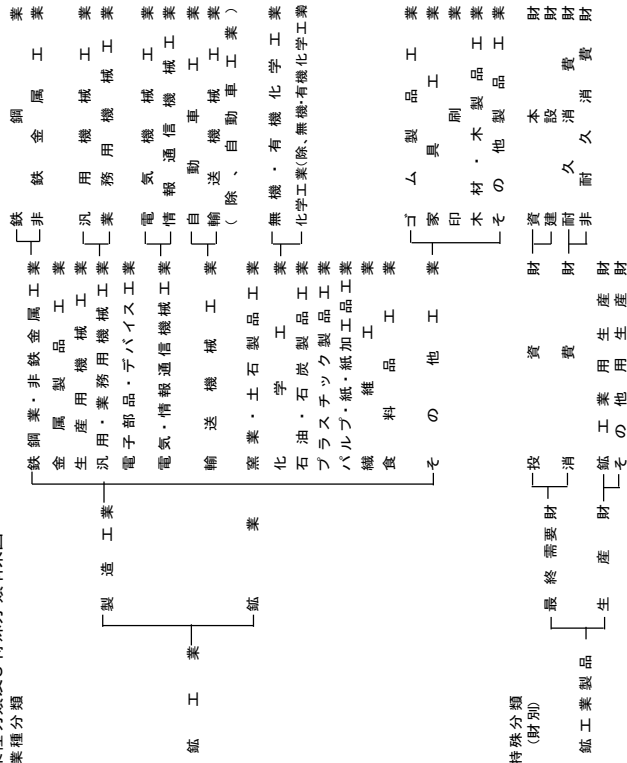 業種分類及び特殊分類体系図
業種分類
鉱工業
製造工業
鉱業
鉄鋼業・非鉄金属工業
金属製品工業
生産用機械工業
汎用・業務用機械工業
電子部品・デバイス工業
電気・情報通信機械工業
輸送機械工業
窯業・土石製品工業
化学工業
石油・石炭製品工業
プラスチック製品工業
パルプ・紙・紙加工品工業
繊維工業
食料品工業
その他工業
鉄鋼業
非鉄金属工業
汎用機械工業
業務用機械工業
電気機械工業
情報通信機械工業
自動車工業
輸送機械工業
(除、自動車工業)
無機・有機化学工業
化学工業(除、無機・有機化学工業)
ゴム製品工業
家具工業
印刷業
木材・木製品工業
その他製品工業
特殊分類
(財別)
鉱工業製品
最終需要財
生産財
投資財
消費財
鉱工業用生産財
その他用生産財
資本財
建設財
耐久消費財
非耐久消費財